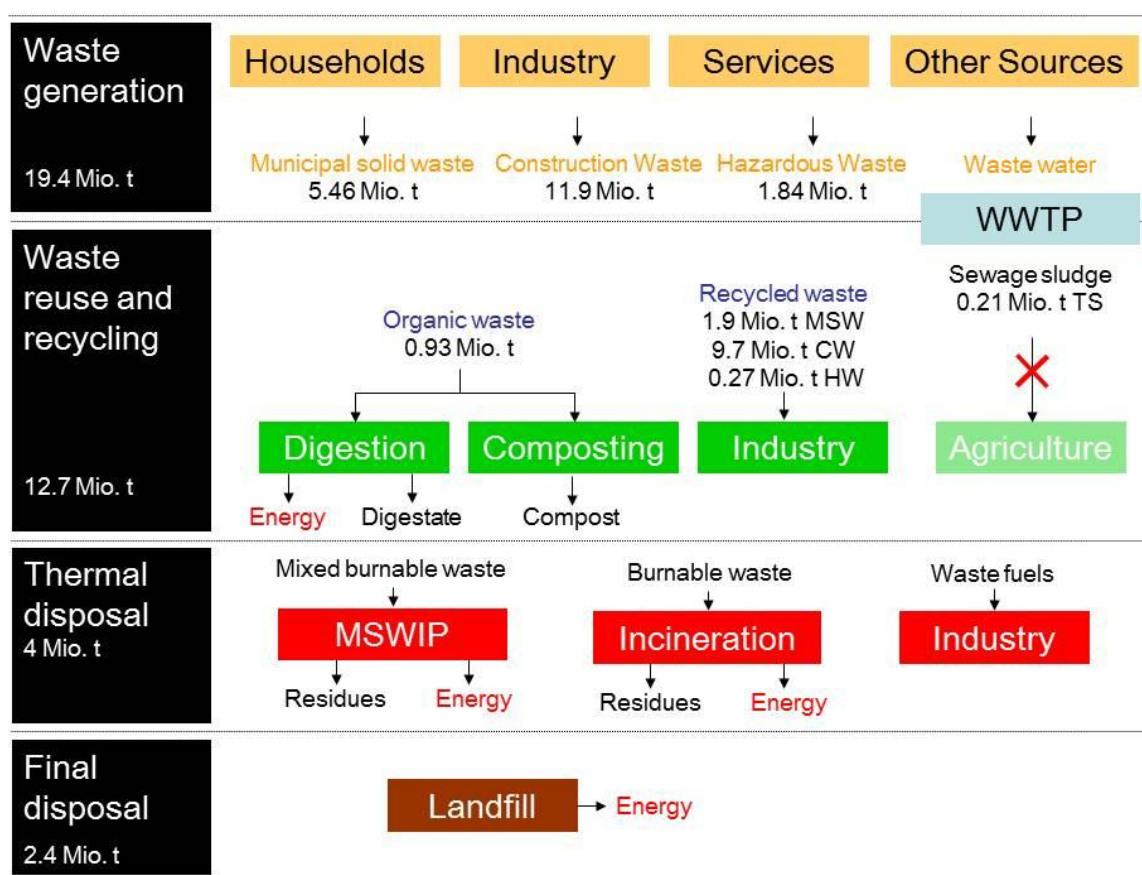 Waste
generation
19.4 Mio. t
Households
Industry
Services
Other Sources
Municipal solid waste
5.46 Mio. t
Construction Waste
11.9 Mio. t
Hazardous Waste
1.84 Mio. t
Waste water
WWTP
Waste
reuse and
recycling
12.7 Mio. t
Organic waste
0.93 Mio. t
Recycled waste
1.9 Mio. t MSW
9.7 Mio. t CW
0.27 Mio. t HW
Sewage sludge
0.21 Mio. t TS
Digestion
Composting
Industry
Agriculture
Energy
Digestate
Compost
Thermal
disposal
4 Mio. t
Mixed burnable waste
Burnable waste
Waste fuels
MSWIP
Incineration
Industry
Residues
Energy
Residues
Energy
Final
disposal
2.4 Mio. t
Landfill
Energy